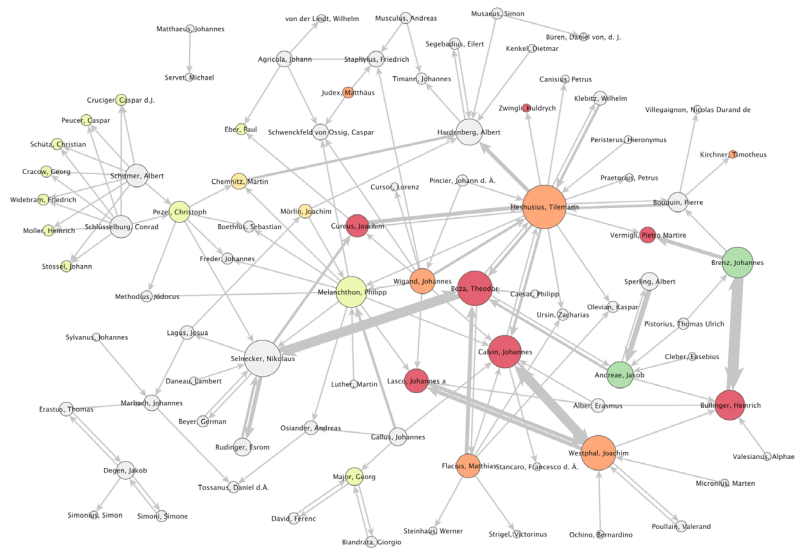 von der Lindt, Wilhelm
Musculus, Andreas
Musaeus, Simon
Matthaeus, Johannes
Büren, Daniel von, d. J.
Segebadius, Eilert
Kenkel, Dietmar
Agricola, Johann
Staphylus, Friedrich
Servet, Michael
Timann, Johannes
Canisius, Petrus
Judex, Matthäus
Cruciger, Caspar d.J.
Klebitz, Wilhelm
Zwingli, Huldrych
Villegaignon, Nicolas Durand de
Peucer, Caspar
Eber, Paul
Schwenckfeld von Ossig, Caspar
Hardenberg, Albert
Schütz, Christian
Peristerus, Hieronymus
Kirchner, Timotheus
Cracow, Georg
Schirmer, Albert
Praetorius, Petrus
Chemnitz, Martin
Cursor, Lorenz
Pincier, Johann d. Ä.
Widebram, Friedrich
Bouquin, Pierre
Heshusius, Tilemann
Pezel, Christoph
Mörlin, Joachim
Moller, Heinrich
Schlüsselburg, Conrad
Boethius, Sebastian
Cureus, Joachim
Vermigli, Pietro Martire
Freder, Johannes
Brenz, Johannes
Stössel, Johann
Wigand, Johannes
Sperling, Albert
Melanchthon, Philipp
Beza, Theodor
Caesar, Philipp
Methodius, Jodocus
Olevian, Kaspar
Ursin, Zacharias
Pistorius, Thomas Ulrich
Lagus, Josua
Sylvanus, Johannes
Selnecker, Nikolaus
Calvin, Johannes
Cleber, Eusebius
Andreae, Jakob
Daneau, Lambert
Luther, Martin
Lasco, Johannes a
Marbach, Johannes
Erastus, Thomas
Alber, Erasmus
Bullinger, Heinrich
Beyer, German
Osiander, Andreas
Gallus, Johannes
Rudinger, Esrom
Westphal, Joachim
Valesianus, Alphae
Degen, Jakob
Flacius, Matthias
Stancaro, Francesco d. Ä.
Major, Georg
Tossanus, Daniel d.Ä.
Micronius, Marten
Simonius, Simon
Simoni, Simone
David, Ferenc
Steinhaus, Werner
Strigel, Victorinus
Ochino, Bernardino
Poullain, Valerand
Biandrata, Giorgio